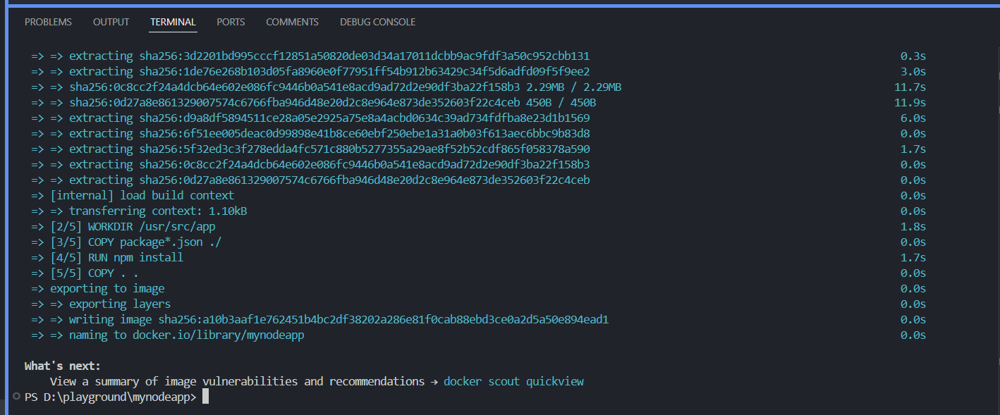 PROBLEMS OUTPUT TERMINAL PORTS COMMENTS DEBUG CONSOLE
=> => extracting sha256:3d2201bd995cccf12851a50820de03d34a17011dcbb9ac9fdf3a50c952cbb131 0.3s
=> => extracting sha256:1de76e268b103d05fa8960e0f77951ff54b912b63429c34f5d6adfd09f5f9ee2 3.0s
=> => sha256:0c8cc2f24a4dcb64e602e086fc9446b0a541e8acd9ad72d2e90df3ba22f158b3 2.29MB / 2.29MB 11.7s
=> => sha256:0d27a8e861329007574c6766fba946d48e20d2c8e964e873de352603f22c4ceb 450B / 450B 11.9s
=> => extracting sha256:d9a8df5894511ce28a05e2925a75e8a4acbd0634c39ad734fdfba8e23d1b1569 6.0s
=> => extracting sha256:6f51ee005deac0d99898e41b8ce60ebf250ebe1a31a0b03f613aec6bbc9b83d8 0.0s
=> => extracting sha256:5f32ed3c3f278edda4fc571c880b5277355a29ae8f52b52cdf865f058378a590 1.7s
=> => extracting sha256:0c8cc2f24a4dcb64e602e086fc9446b0a541e8acd9ad72d2e90df3ba22f158b3 0.0s
=> => extracting sha256:0d27a8e861329007574c6766fba946d48e20d2c8e964e873de352603f22c4ceb 0.0s
=> [internal] load build context 0.0s
=> => transferring context: 1.10kB 0.0s
=> [2/5] WORKDIR /usr/src/app 1.8s
=> [3/5] COPY package*.json ./ 0.0s
=> [4/5] RUN npm install 1.7s
=> [5/5] COPY . . 0.0s
=> exporting to image 0.0s
=> => exporting layers 0.0s
=> => writing image sha256:a10b3aaf1e762451b4bc2df38202a286e81f0cab88ebd3ce0a2d5a50e894ead1 0.0s
=> => naming to docker.io/library/mynodeapp 0.0s
What's next:
View a summary of image vulnerabilities and recommendations → docker scout quickview
PS D:\playground\mynodeapp>